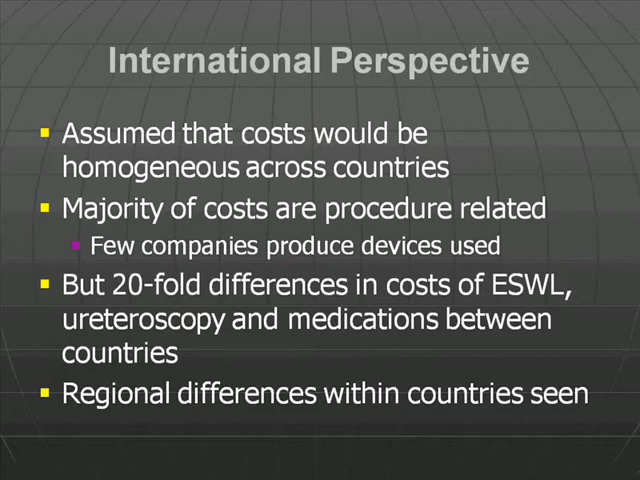 International Perspective
Assumed that costs would be
homogeneous across countries
Majority of costs are procedure related
Few companies produce devices used
But 20-fold differences in costs of ESWL,
ureteroscopy and medications between
countries
Regional differences within countries seen